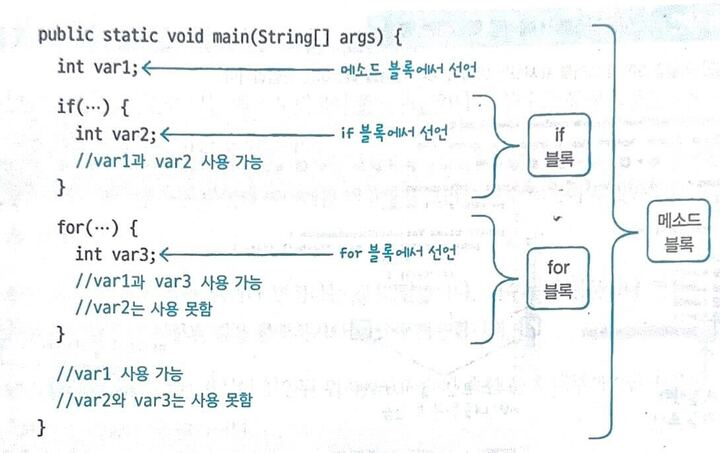 public static void main(String[] args) {
int var1; 메소드 블록에서 선언
if(…) {
int var2; if 블록에서 선언
//var1과 var2 사용 가능
}
if
블록
for(…) {
int var3; for 블록에서 선언
//var1과 var3 사용 가능
//var2는 사용 못함
}
for
블록
메소드
블록
//var1 사용 가능
//var2와 var3는 사용 못함
}